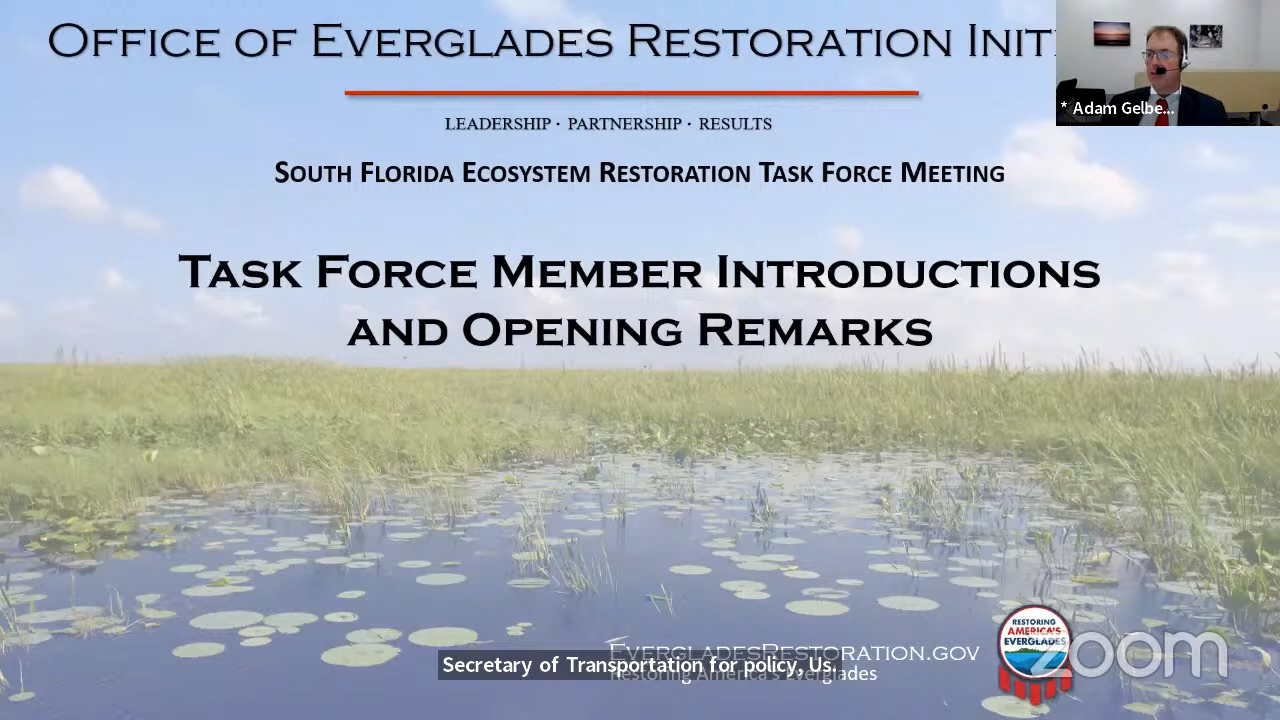 OFFICE OF EVERGLADES RESTORATION INITI
* Adam Gelbe...
LEADERSHIP · PARTNERSHIP · RESULTS
SOUTH FLORIDA ECOSYSTEM RESTORATION TASK FORCE MEETING
TASK FORCE MEMBER INTRODUCTIONS
AND OPENING REMARKS
RESTORING
AMERICA'S
EVERGLADES
zoom
EVERGLADESRESTORATION.GOV
Secretary of Transportation for policy, Us.
Restoring America's Everglades